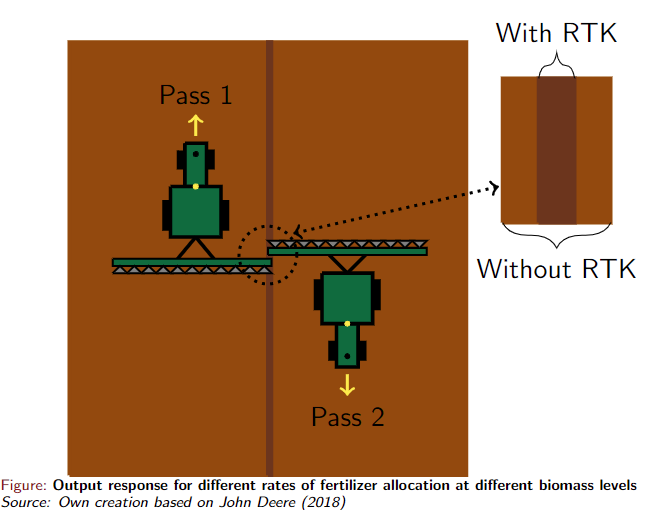 With RTK
Pass 1
Without RTK
Pass 2
Figure: Output response for different rates of fertilizer allocation at different biomass levels
Source: Own creation based on John Deere (2018)